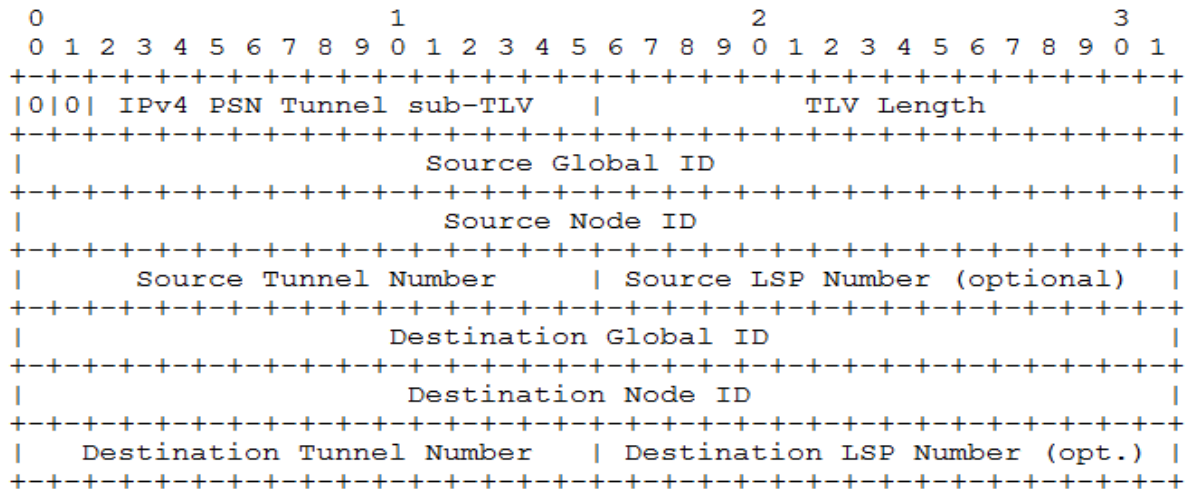 0                   1                   2                   3
 0 1 2 3 4 5 6 7 8 9 0 1 2 3 4 5 6 7 8 9 0 1 2 3 4 5 6 7 8 9 0 1
+-+-+-+-+-+-+-+-+-+-+-+-+-+-+-+-+-+-+-+-+-+-+-+-+-+-+-+-+-+-+-+-+
|0|0| IPv4 PSN Tunnel sub-TLV   |           TLV Length          |
+-+-+-+-+-+-+-+-+-+-+-+-+-+-+-+-+-+-+-+-+-+-+-+-+-+-+-+-+-+-+-+-+
|                      Source Global ID                         |
+-+-+-+-+-+-+-+-+-+-+-+-+-+-+-+-+-+-+-+-+-+-+-+-+-+-+-+-+-+-+-+-+
|                       Source Node ID                          |
+-+-+-+-+-+-+-+-+-+-+-+-+-+-+-+-+-+-+-+-+-+-+-+-+-+-+-+-+-+-+-+-+
|      Source Tunnel Number     | Source LSP Number (optional)  |
+-+-+-+-+-+-+-+-+-+-+-+-+-+-+-+-+-+-+-+-+-+-+-+-+-+-+-+-+-+-+-+-+
|                    Destination Global ID                      |
+-+-+-+-+-+-+-+-+-+-+-+-+-+-+-+-+-+-+-+-+-+-+-+-+-+-+-+-+-+-+-+-+
|                     Destination Node ID                       |
+-+-+-+-+-+-+-+-+-+-+-+-+-+-+-+-+-+-+-+-+-+-+-+-+-+-+-+-+-+-+-+-+
|   Destination Tunnel Number   | Destination LSP Number (opt.) |
+-+-+-+-+-+-+-+-+-+-+-+-+-+-+-+-+-+-+-+-+-+-+-+-+-+-+-+-+-+-+-+-+